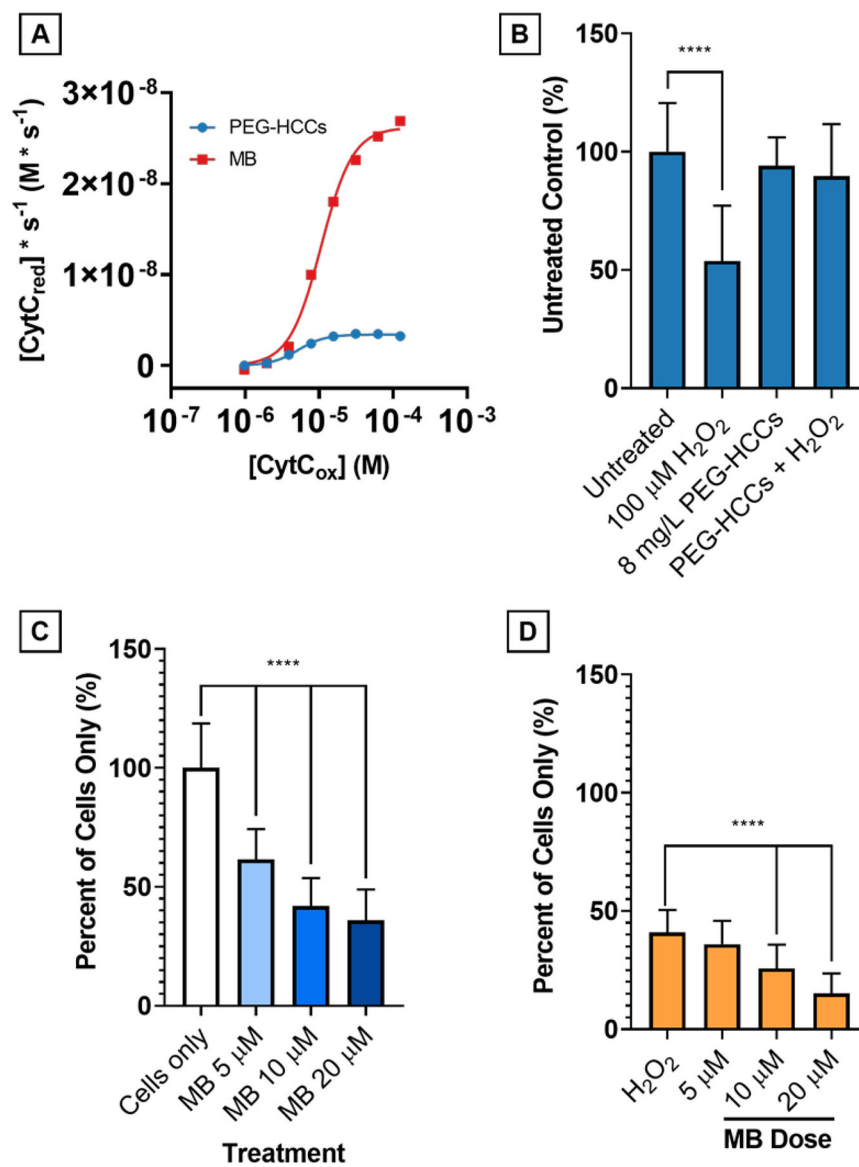 A
[CytC_red] * s⁻¹ (M * s⁻¹)
3×10⁻⁸
2×10⁻⁸
1×10⁻⁸
0
PEG-HCCs
MB
10⁻⁷ 10⁻⁶ 10⁻⁵ 10⁻⁴ 10⁻³
[CytC_ox] (M)
B
Untreated Control (%)
150
100
50
0
****
Untreated
100 μM H₂O₂
8 mg/L PEG-HCCs
PEG-HCCs + H₂O₂
C
Percent of Cells Only (%)
150
100
50
0
****
Cells only
MB 5 μM
MB 10 μM
MB 20 μM
Treatment
D
Percent of Cells Only (%)
150
100
50
0
****
H₂O₂
5 μM
10 μM
20 μM
MB Dose